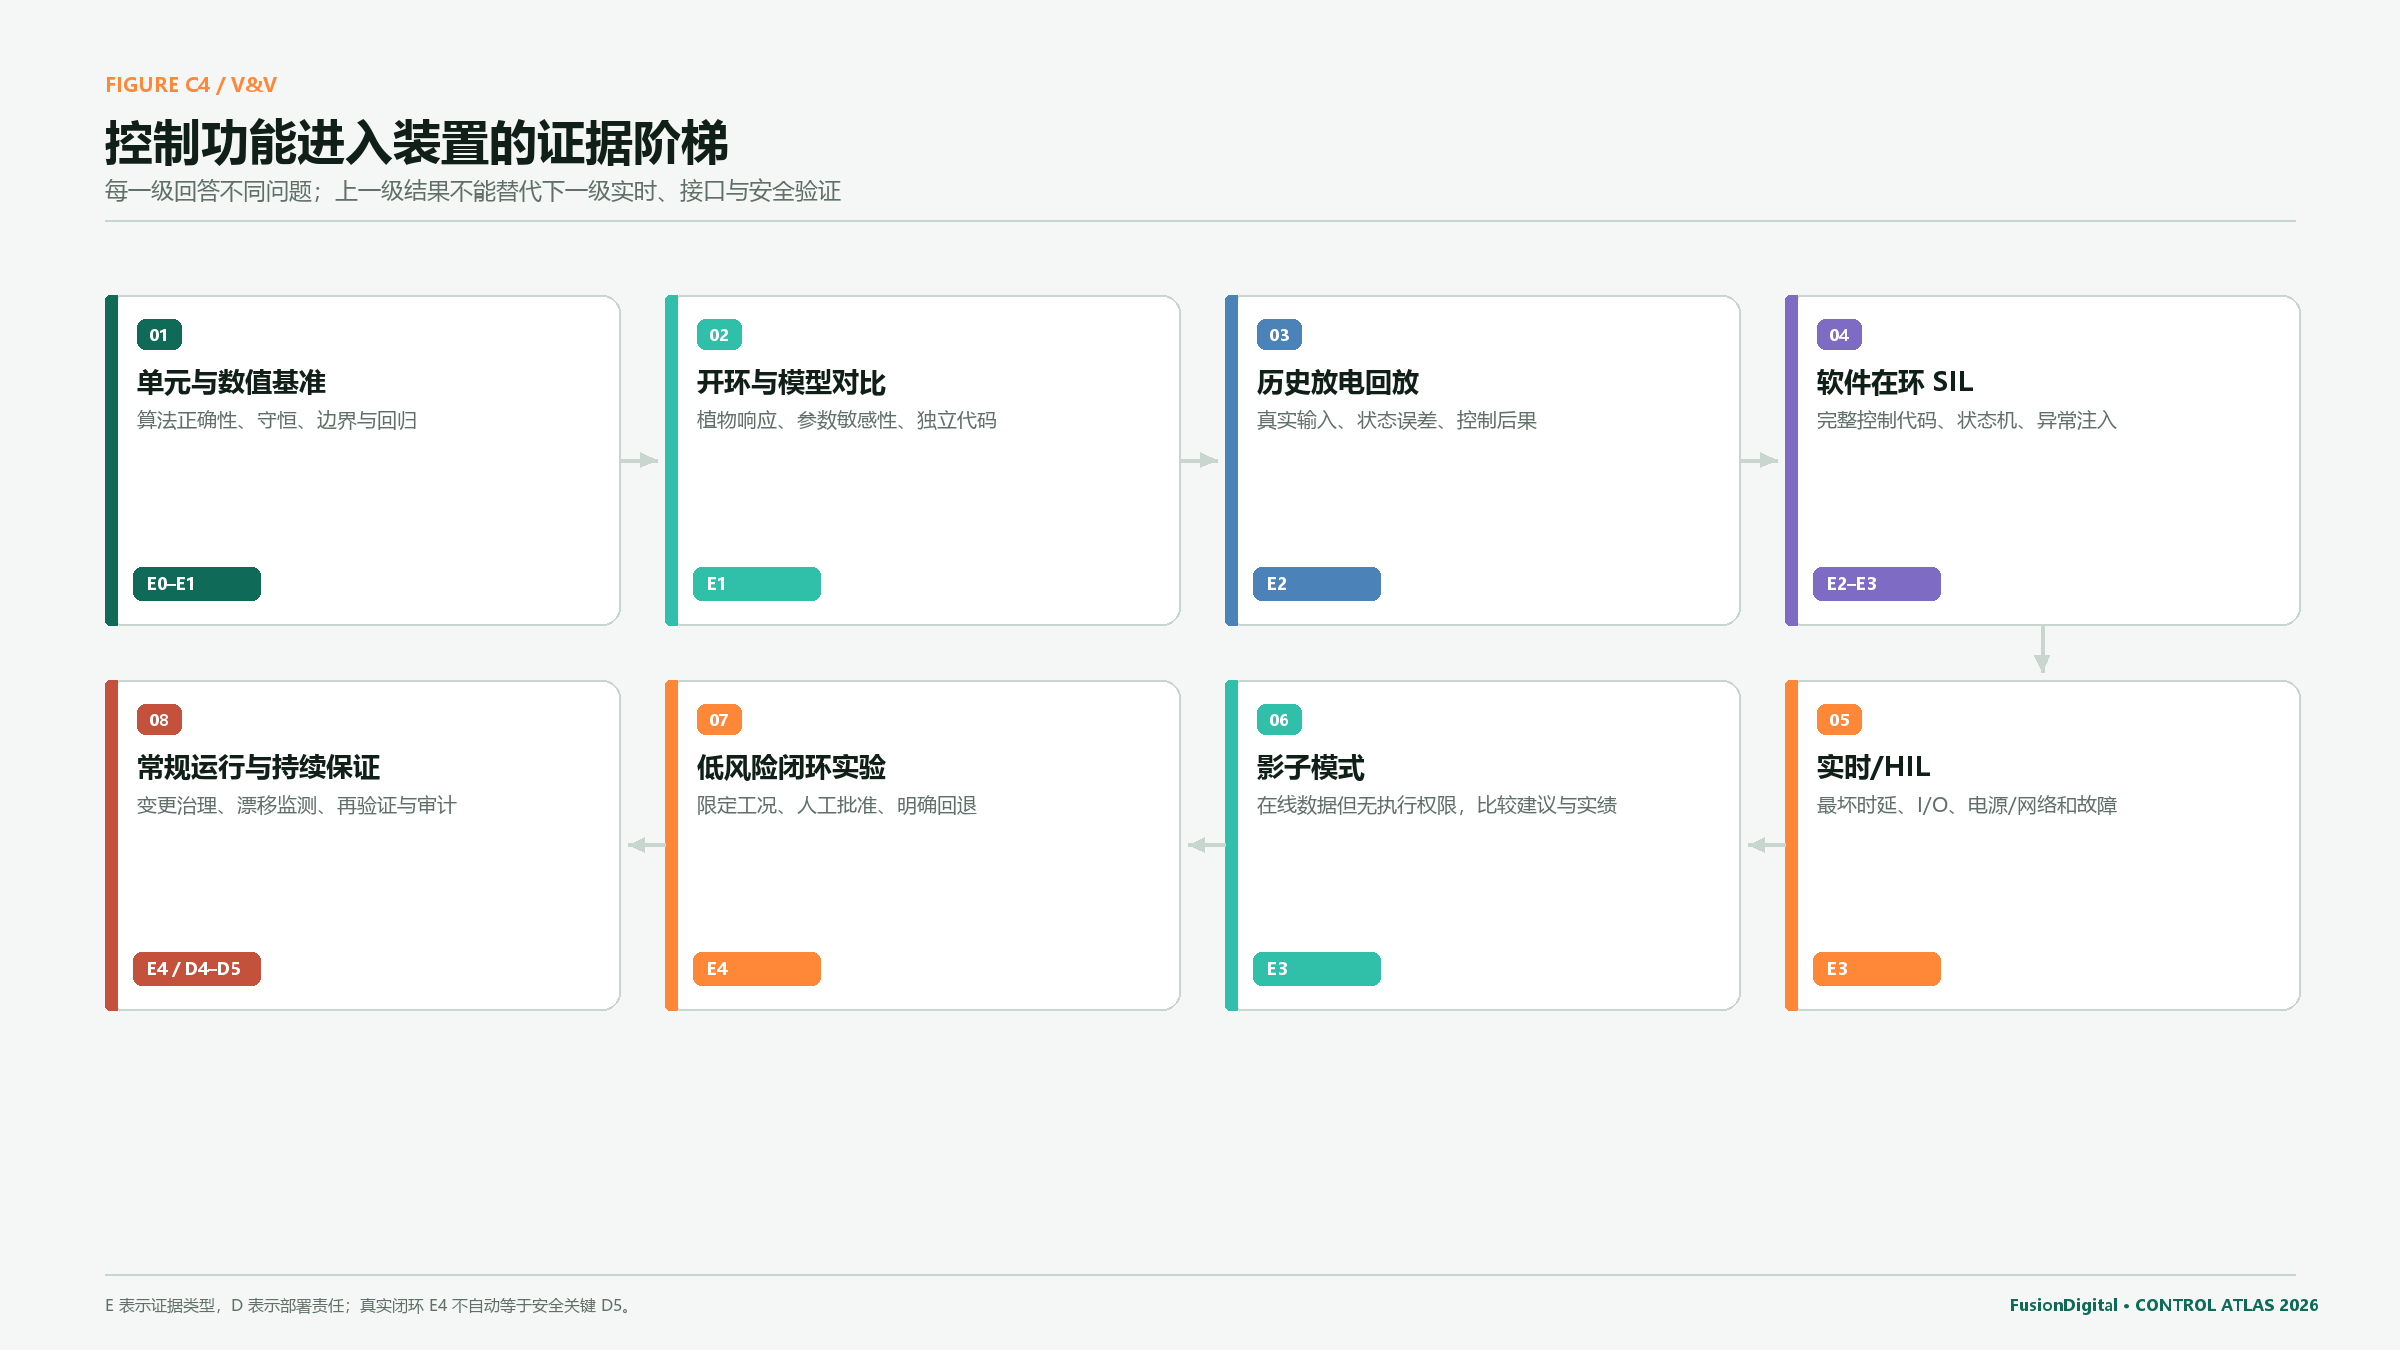 FIGURE C4 / V&V
控制功能进入装置的证据阶梯
每一级回答不同问题；上一级结果不能替代下一级实时、接口与安全验证
01
单元与数值基准
算法正确性、守恒、边界与回归
E0–E1
02
开环与模型对比
植物响应、参数敏感性、独立代码
E1
03
历史放电回放
真实输入、状态误差、控制后果
E2
04
软件在环 SIL
完整控制代码、状态机、异常注入
E2–E3
05
实时/HIL
最坏时延、I/O、电源/网络和故障
E3
06
影子模式
在线数据但无执行权限，比较建议与实绩
E3
07
低风险闭环实验
限定工况、人工批准、明确回退
E4
08
常规运行与持续保证
变更治理、漂移监测、再验证与审计
E4 / D4–D5
E 表示证据类型，D 表示部署责任；真实闭环 E4 不自动等于安全关键 D5。
FusionDigital • CONTROL ATLAS 2026